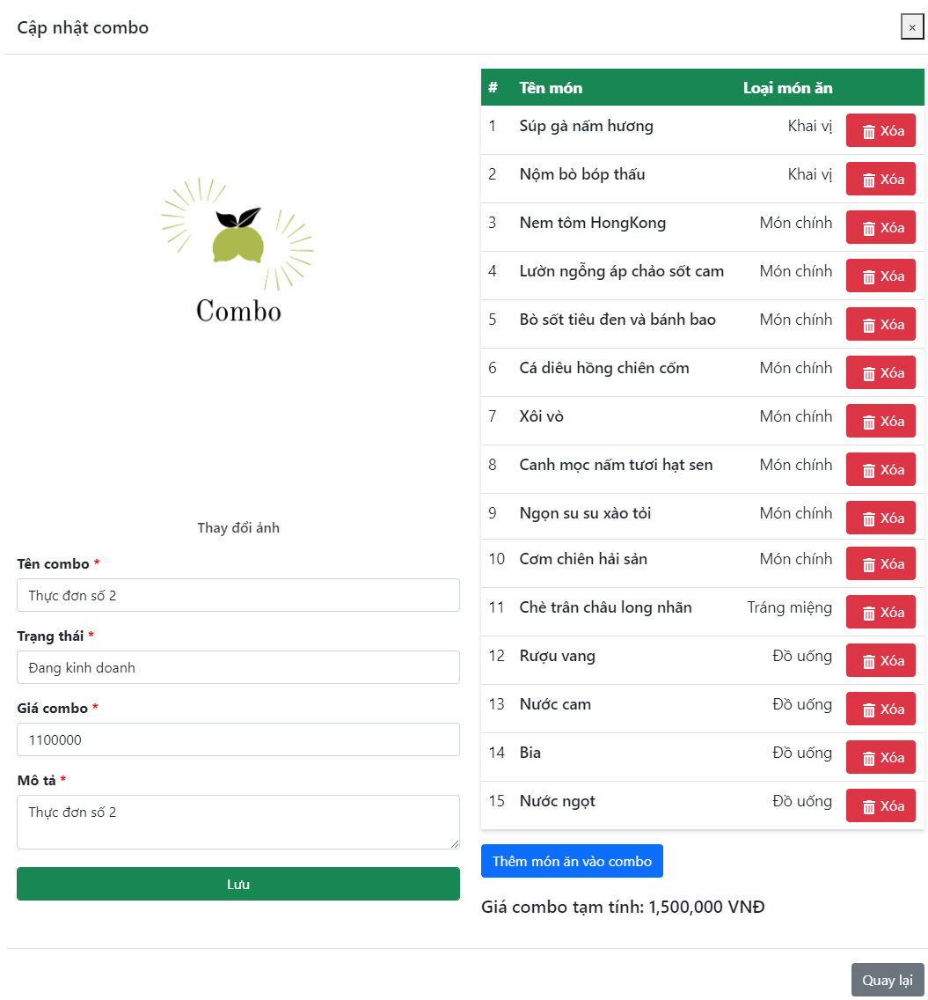 Cập nhật combo
×
Combo
Thay đổi ảnh
Tên combo *
Thực đơn số 2
Trạng thái *
Đang kinh doanh
Giá combo *
1100000
Mô tả *
Thực đơn số 2
Lưu
# Tên món Loại món ăn
1 Súp gà nấm hương Khai vị Xóa
2 Nộm bò bóp thấu Khai vị Xóa
3 Nem tôm HongKong Món chính Xóa
4 Lườn ngỗng áp chảo sốt cam Món chính Xóa
5 Bò sốt tiêu đen và bánh bao Món chính Xóa
6 Cá diêu hồng chiên cốm Món chính Xóa
7 Xôi vò Món chính Xóa
8 Canh mọc nấm tươi hạt sen Món chính Xóa
9 Ngọn su su xào tỏi Món chính Xóa
10 Cơm chiên hải sản Món chính Xóa
11 Chè trân châu long nhãn Tráng miệng Xóa
12 Rượu vang Đồ uống Xóa
13 Nước cam Đồ uống Xóa
14 Bia Đồ uống Xóa
15 Nước ngọt Đồ uống Xóa
Thêm món ăn vào combo
Giá combo tạm tính: 1,500,000 VNĐ
Quay lại